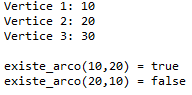 Vertice 1: 10
Vertice 2: 20
Vertice 3: 30
existe_arco(10,20) = true
existe_arco(20,10) = false